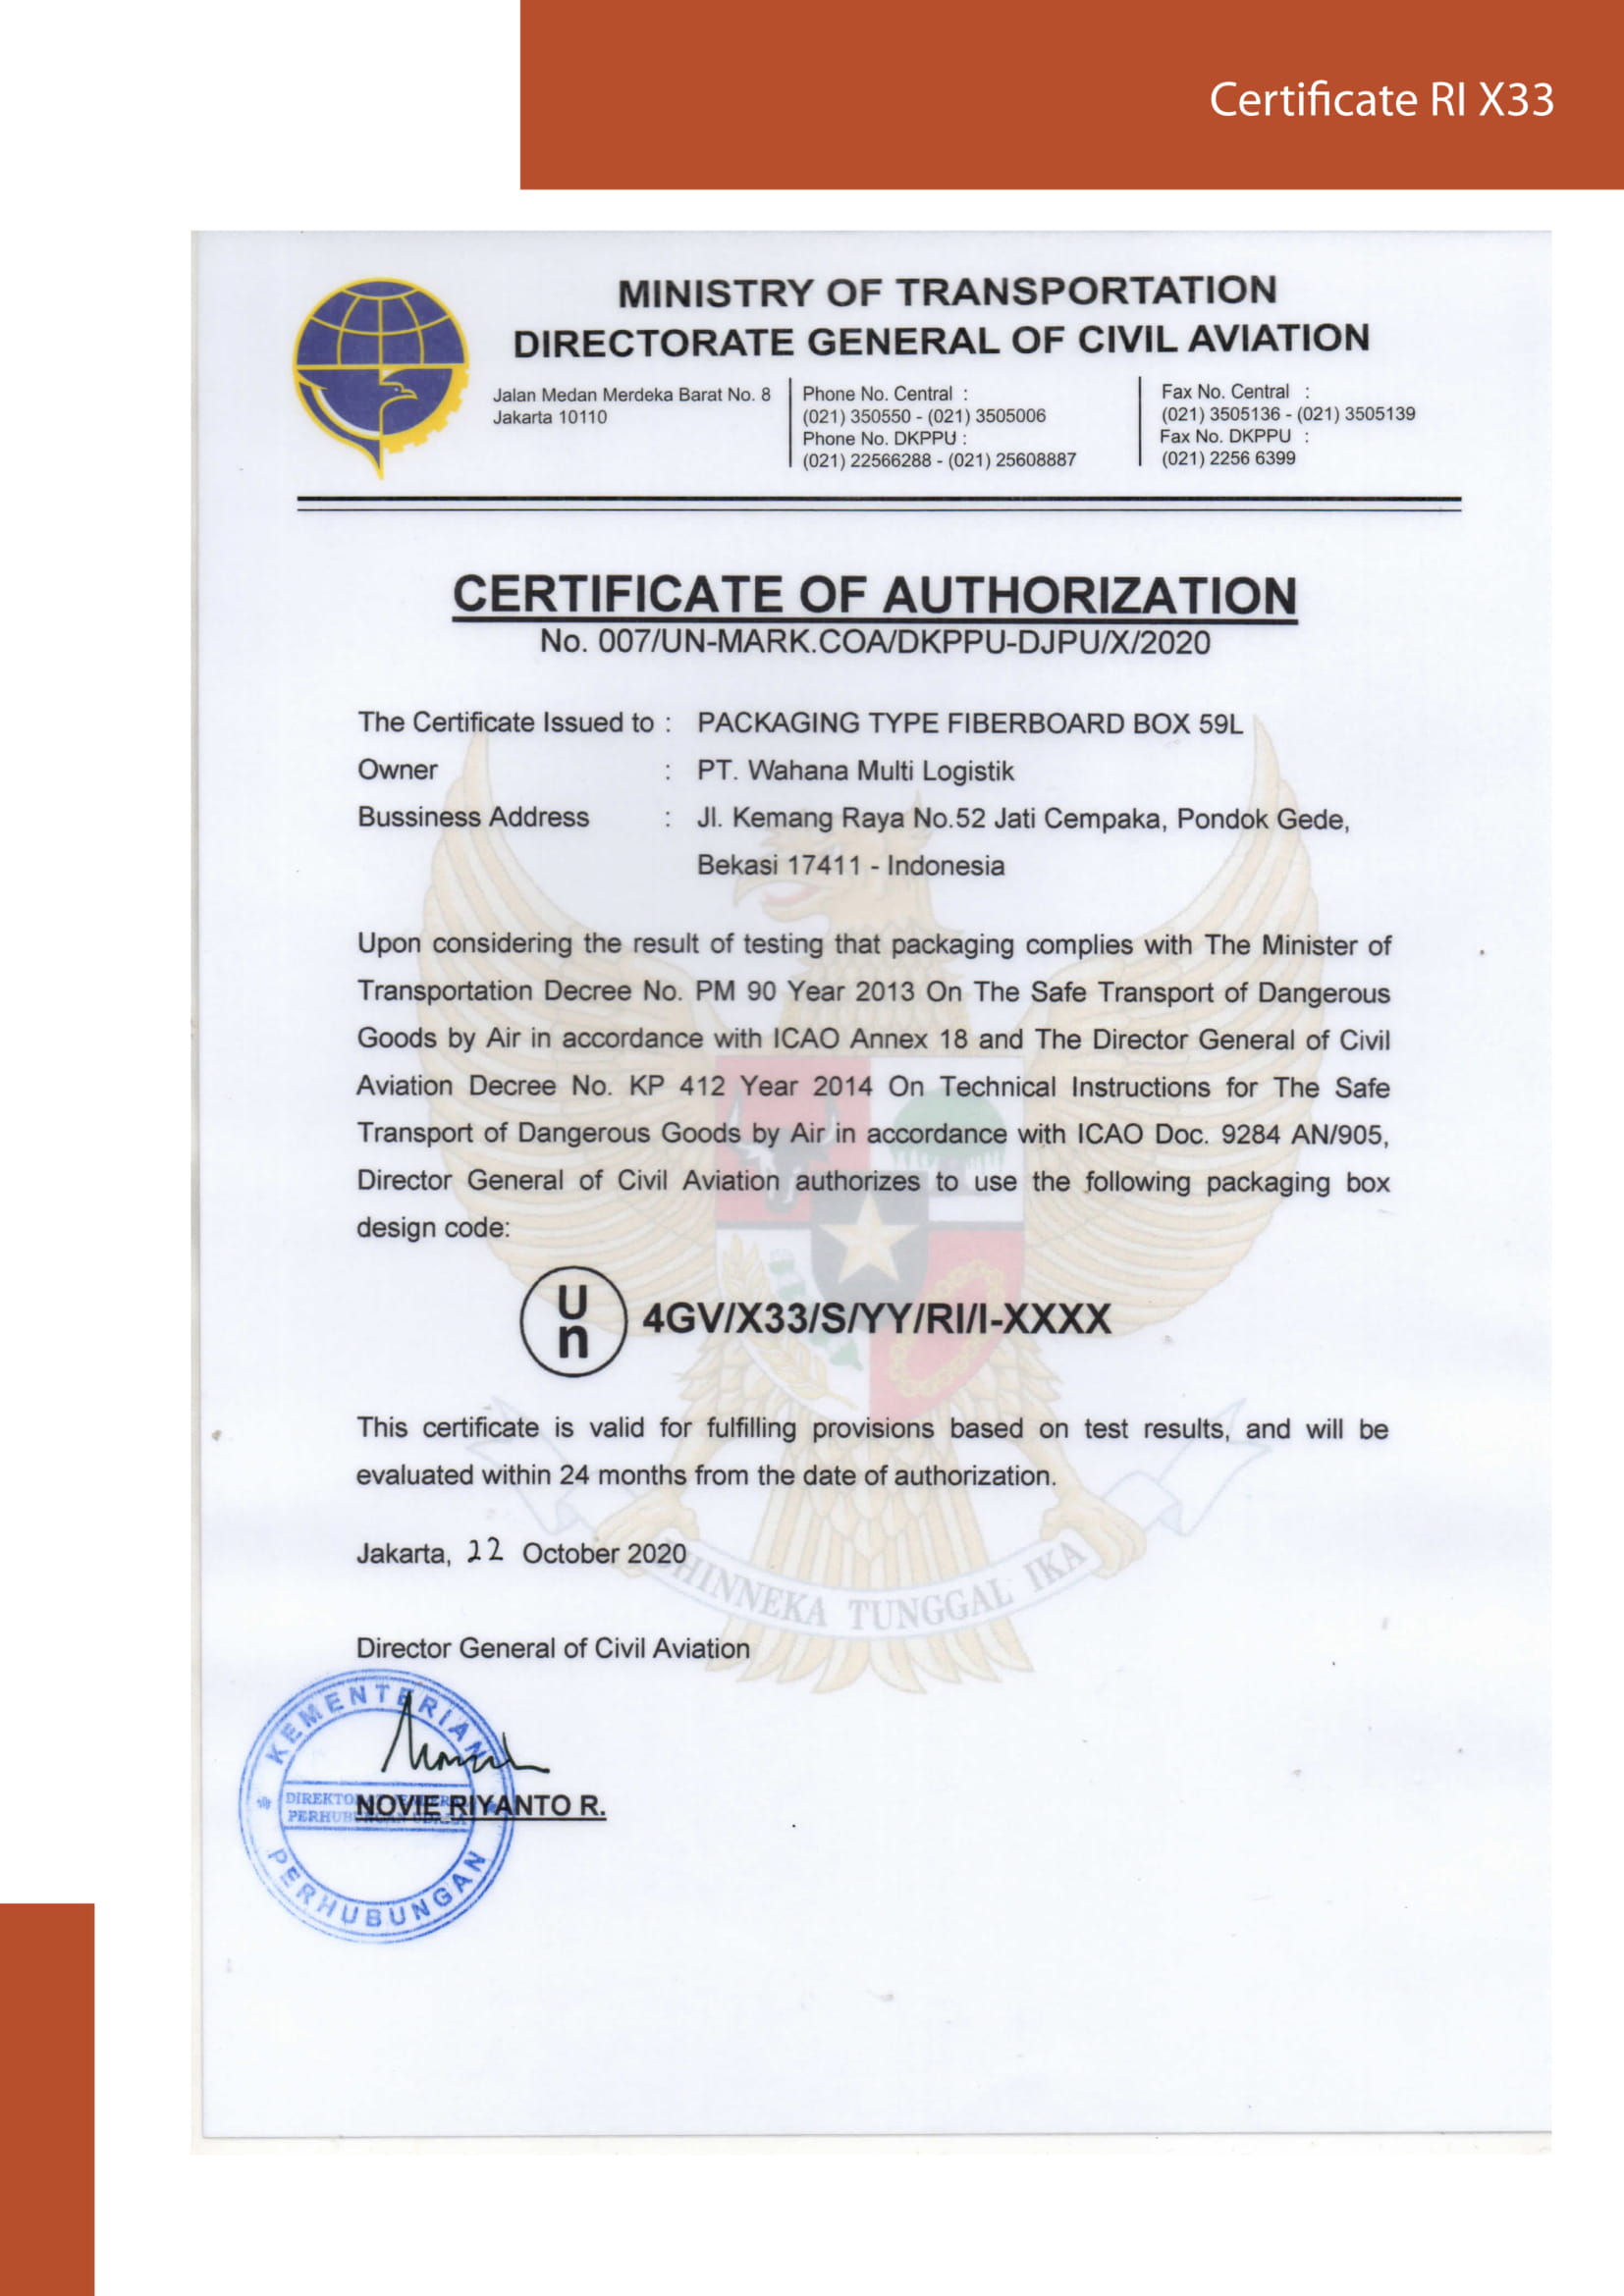 Certificate RI X33
MINISTRY OF TRANSPORTATION
DIRECTORATE GENERAL OF CIVIL AVIATION
Jalan Medan Merdeka Barat No. 8
Jakarta 10110
Phone No. Central :
(021) 350550 - (021) 3505006
Phone No. DKPPU :
(021) 22566288 - (021) 25608887
Fax No. Central :
(021) 3505136 - (021) 3505139
Fax No. DKPPU :
(021) 2256 6399
CERTIFICATE OF AUTHORIZATION
No. 007/UN-MARK.COA/DKPPU-DJPU/X/2020
The Certificate Issued to : PACKAGING TYPE FIBERBOARD BOX 59L
Owner : PT. Wahana Multi Logistik
Bussiness Address : Jl. Kemang Raya No.52 Jati Cempaka, Pondok Gede,
Bekasi 17411 - Indonesia
Upon considering the result of testing that packaging complies with The Minister of
Transportation Decree No. PM 90 Year 2013 On The Safe Transport of Dangerous
Goods by Air in accordance with ICAO Annex 18 and The Director General of Civil
Aviation Decree No. KP 412 Year 2014 On Technical Instructions for The Safe
Transport of Dangerous Goods by Air in accordance with ICAO Doc. 9284 AN/905,
Director General of Civil Aviation authorizes to use the following packaging box
design code:
U
n
4GV/X33/S/YY/RI/I-XXXX
This certificate is valid for fulfilling provisions based on test results, and will be
evaluated within 24 months from the date of authorization.
Jakarta, 22 October 2020
HINNEKA TUNGGAL IKA
Director General of Civil Aviation
KEMENTERIAN
NOVIE RIYANTO R.
PERHUBUNGAN